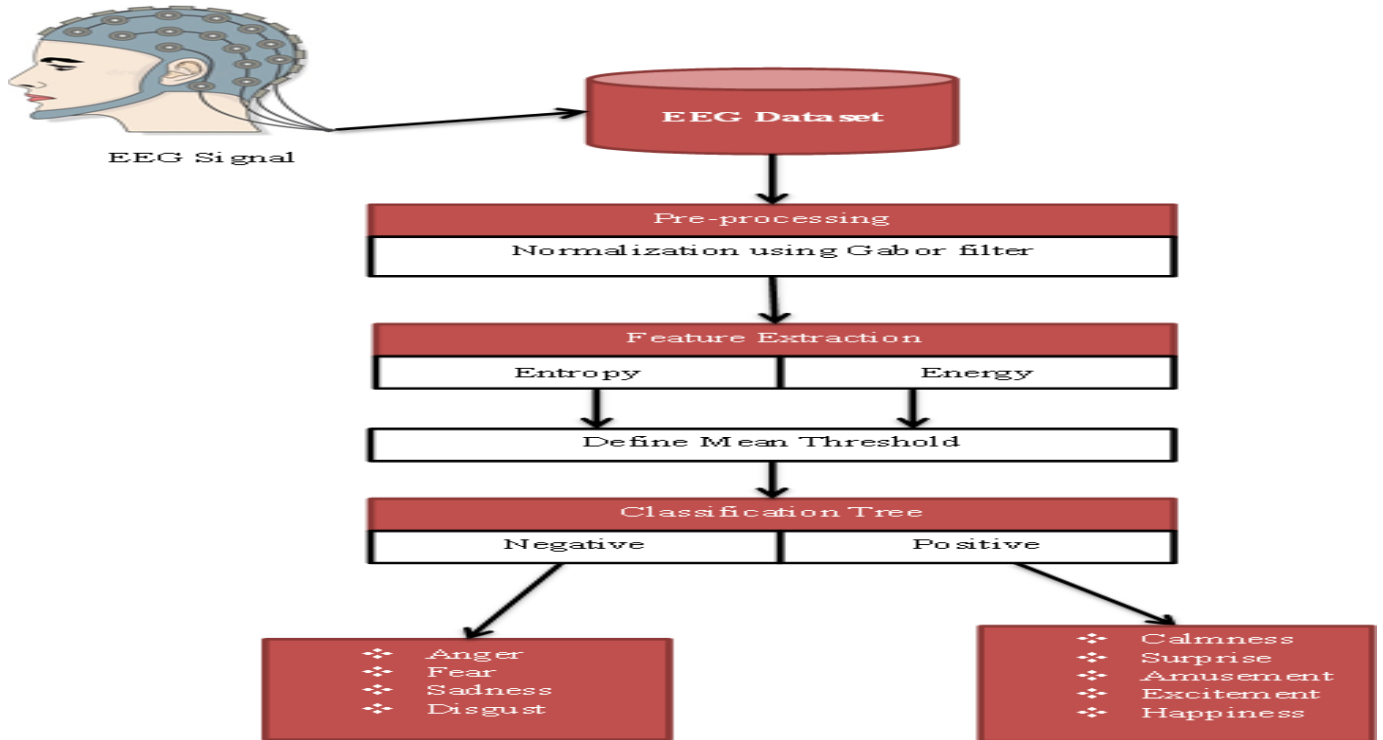 EEG Signal
EEG Dataset
Pre-processing
Normalization using Gabor filter
Feature Extraction
Entropy
Energy
Define Mean Threshold
Classification Tree
Negative
Positive
Anger
Fear
Sadness
Disgust
Calmness
Surprise
Amusement
Excitement
Happiness